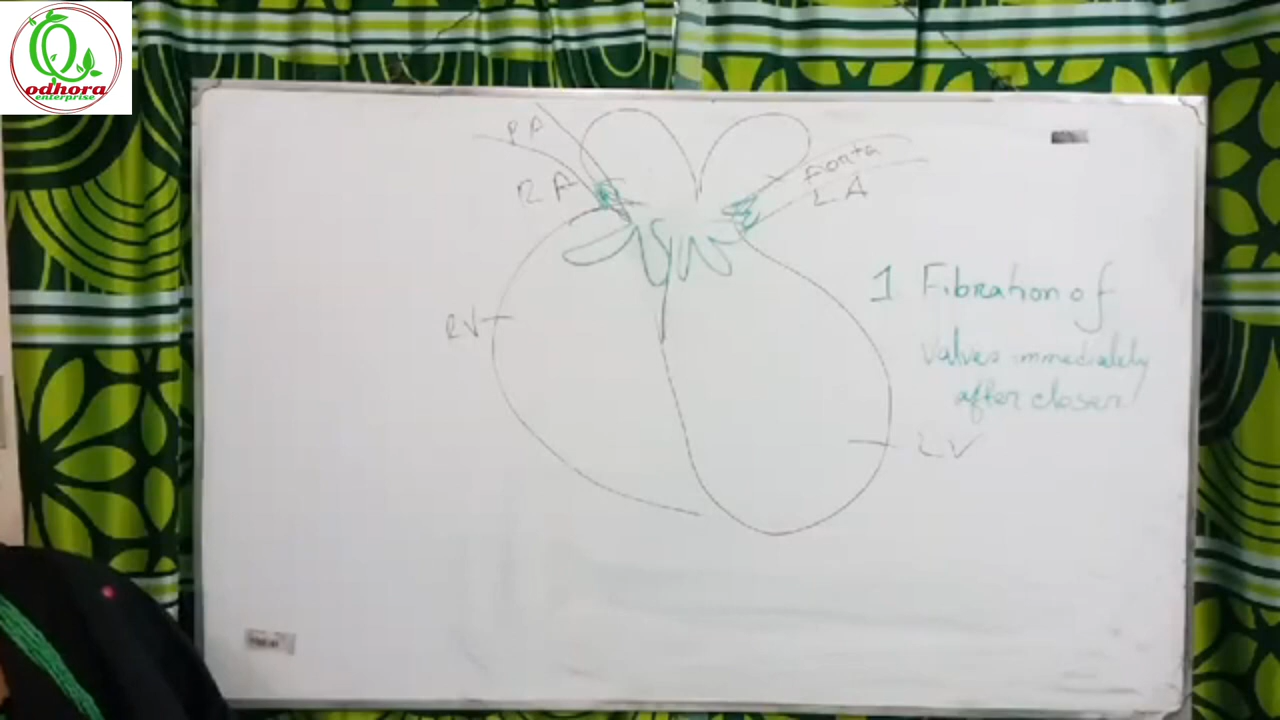 odhora
enterprise
PA
Aorta
RA
LA
1 Fibration of
valves immediately
after closer
RV
LV